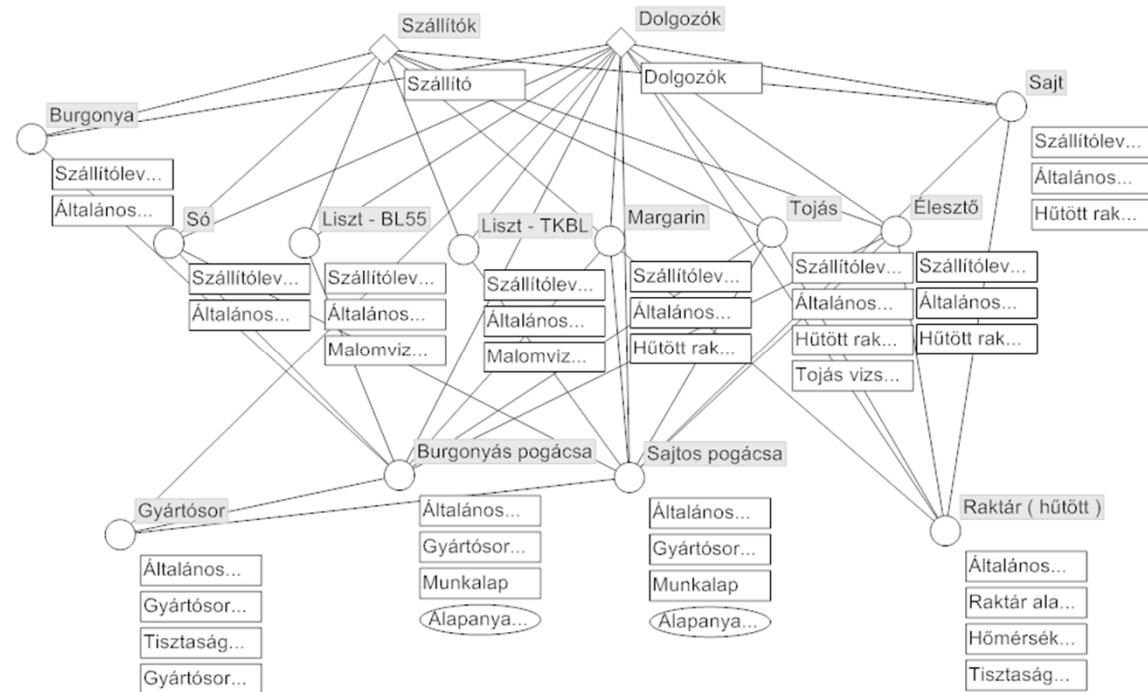 Szállítók
Szállító
Dolgozók
Dolgozók
Burgonya
Szállítólev...
Általános...
Só
Szállítólev...
Általános...
Liszt - BL55
Szállítólev...
Általános...
Malomviz...
Liszt - TKBL
Szállítólev...
Általános...
Malomviz...
Margarin
Szállítólev...
Általános...
Hűtött rak...
Tojás
Szállítólev...
Általános...
Hűtött rak...
Tojás vizs...
Élesztő
Szállítólev...
Általános...
Hűtött rak...
Sajt
Szállítólev...
Általános...
Hűtött rak...
Gyártósor
Általános...
Gyártósor...
Tisztaság...
Gyártósor...
Burgonyás pogácsa
Általános...
Gyártósor...
Munkalap
Alapanya...
Sajtos pogácsa
Általános...
Gyártósor...
Munkalap
Alapanya...
Raktár ( hűtött )
Általános...
Raktár ala...
Hőmérsék...
Tisztaság...